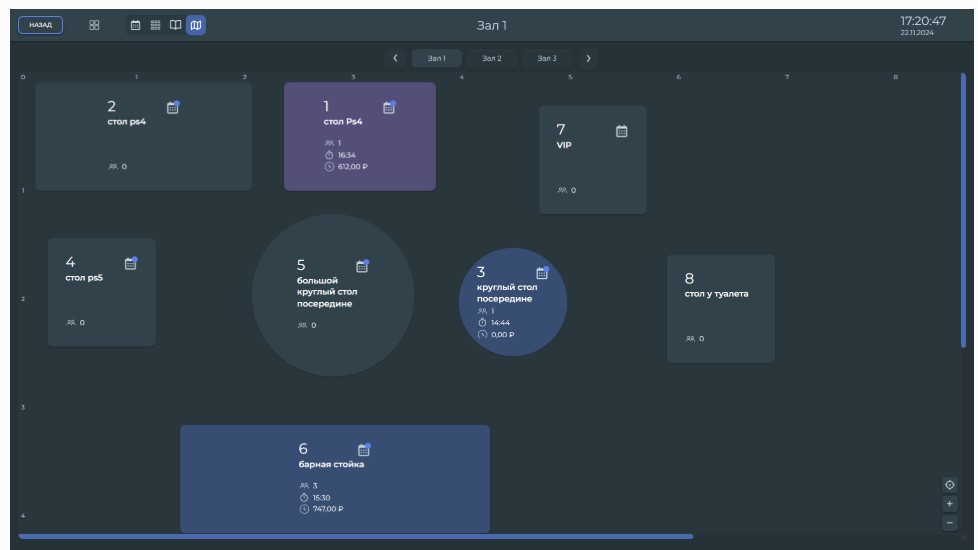 НАЗАД
Зал 1
17:20:47
22.11.2024
Зал 1
Зал 2
Зал 3
0
1
2
3
4
5
6
7
8
2
стол ps4
0
1
стол Ps4
1
16:34
612,00 ₽
7
VIP
0
1
4
стол ps5
0
5
большой
круглый стол
посередине
0
3
круглый стол
посередине
1
14:44
0,00 ₽
8
стол у туалета
0
2
3
6
барная стойка
3
15:30
747,00 ₽
4